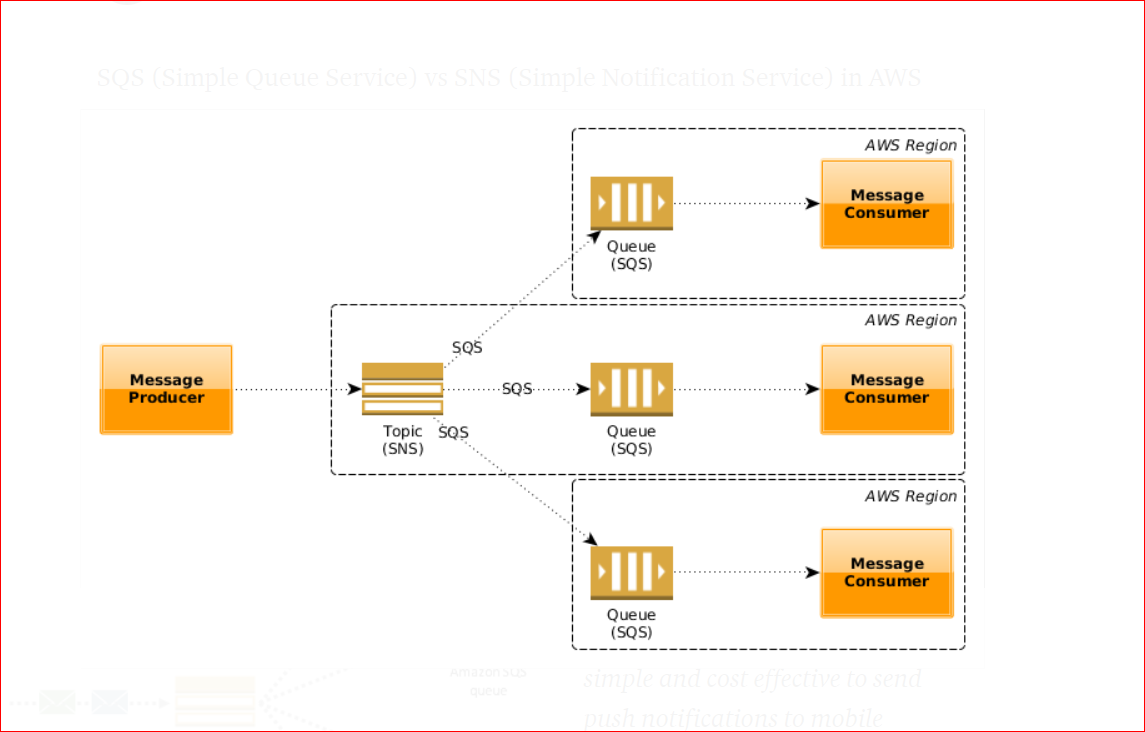 SQS (Simple Queue Service) vs SNS (Simple Notification Service) in AWS
AWS Region
Message
Consumer
Queue
(SQS)
SQS
AWS Region
Message
Producer
SQS
Message
Consumer
Topic
(SNS)
SQS
Queue
(SQS)
AWS Region
Message
Consumer
Queue
(SQS)
Amazon SQS
queue
simple and cost effective to send
push notifications to mobile